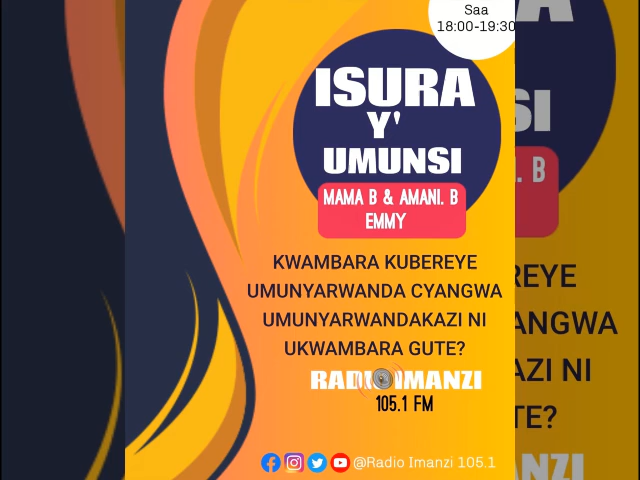 Saa
18:00-19:30
ISURA
Y'
UMUNSI
MAMA B & AMANI. B
EMMY
KWAMBARA KUBEREYE
UMUNYARWANDA CYANGWA
UMUNYARWANDAKAZI NI
UKWAMBARA GUTE?
RADIO IMANZI
105.1 FM
@Radio Imanzi 105.1